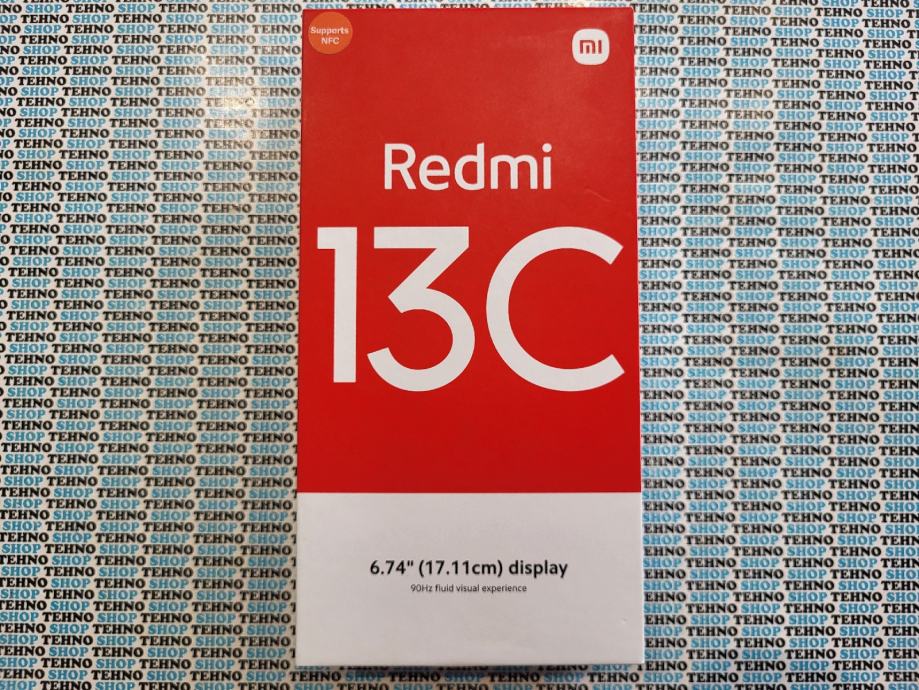 Supports
NFC
mi
Redmi
13C
6.74" (17.11cm) display
90Hz fluid visual experience
TEHNO SHOP